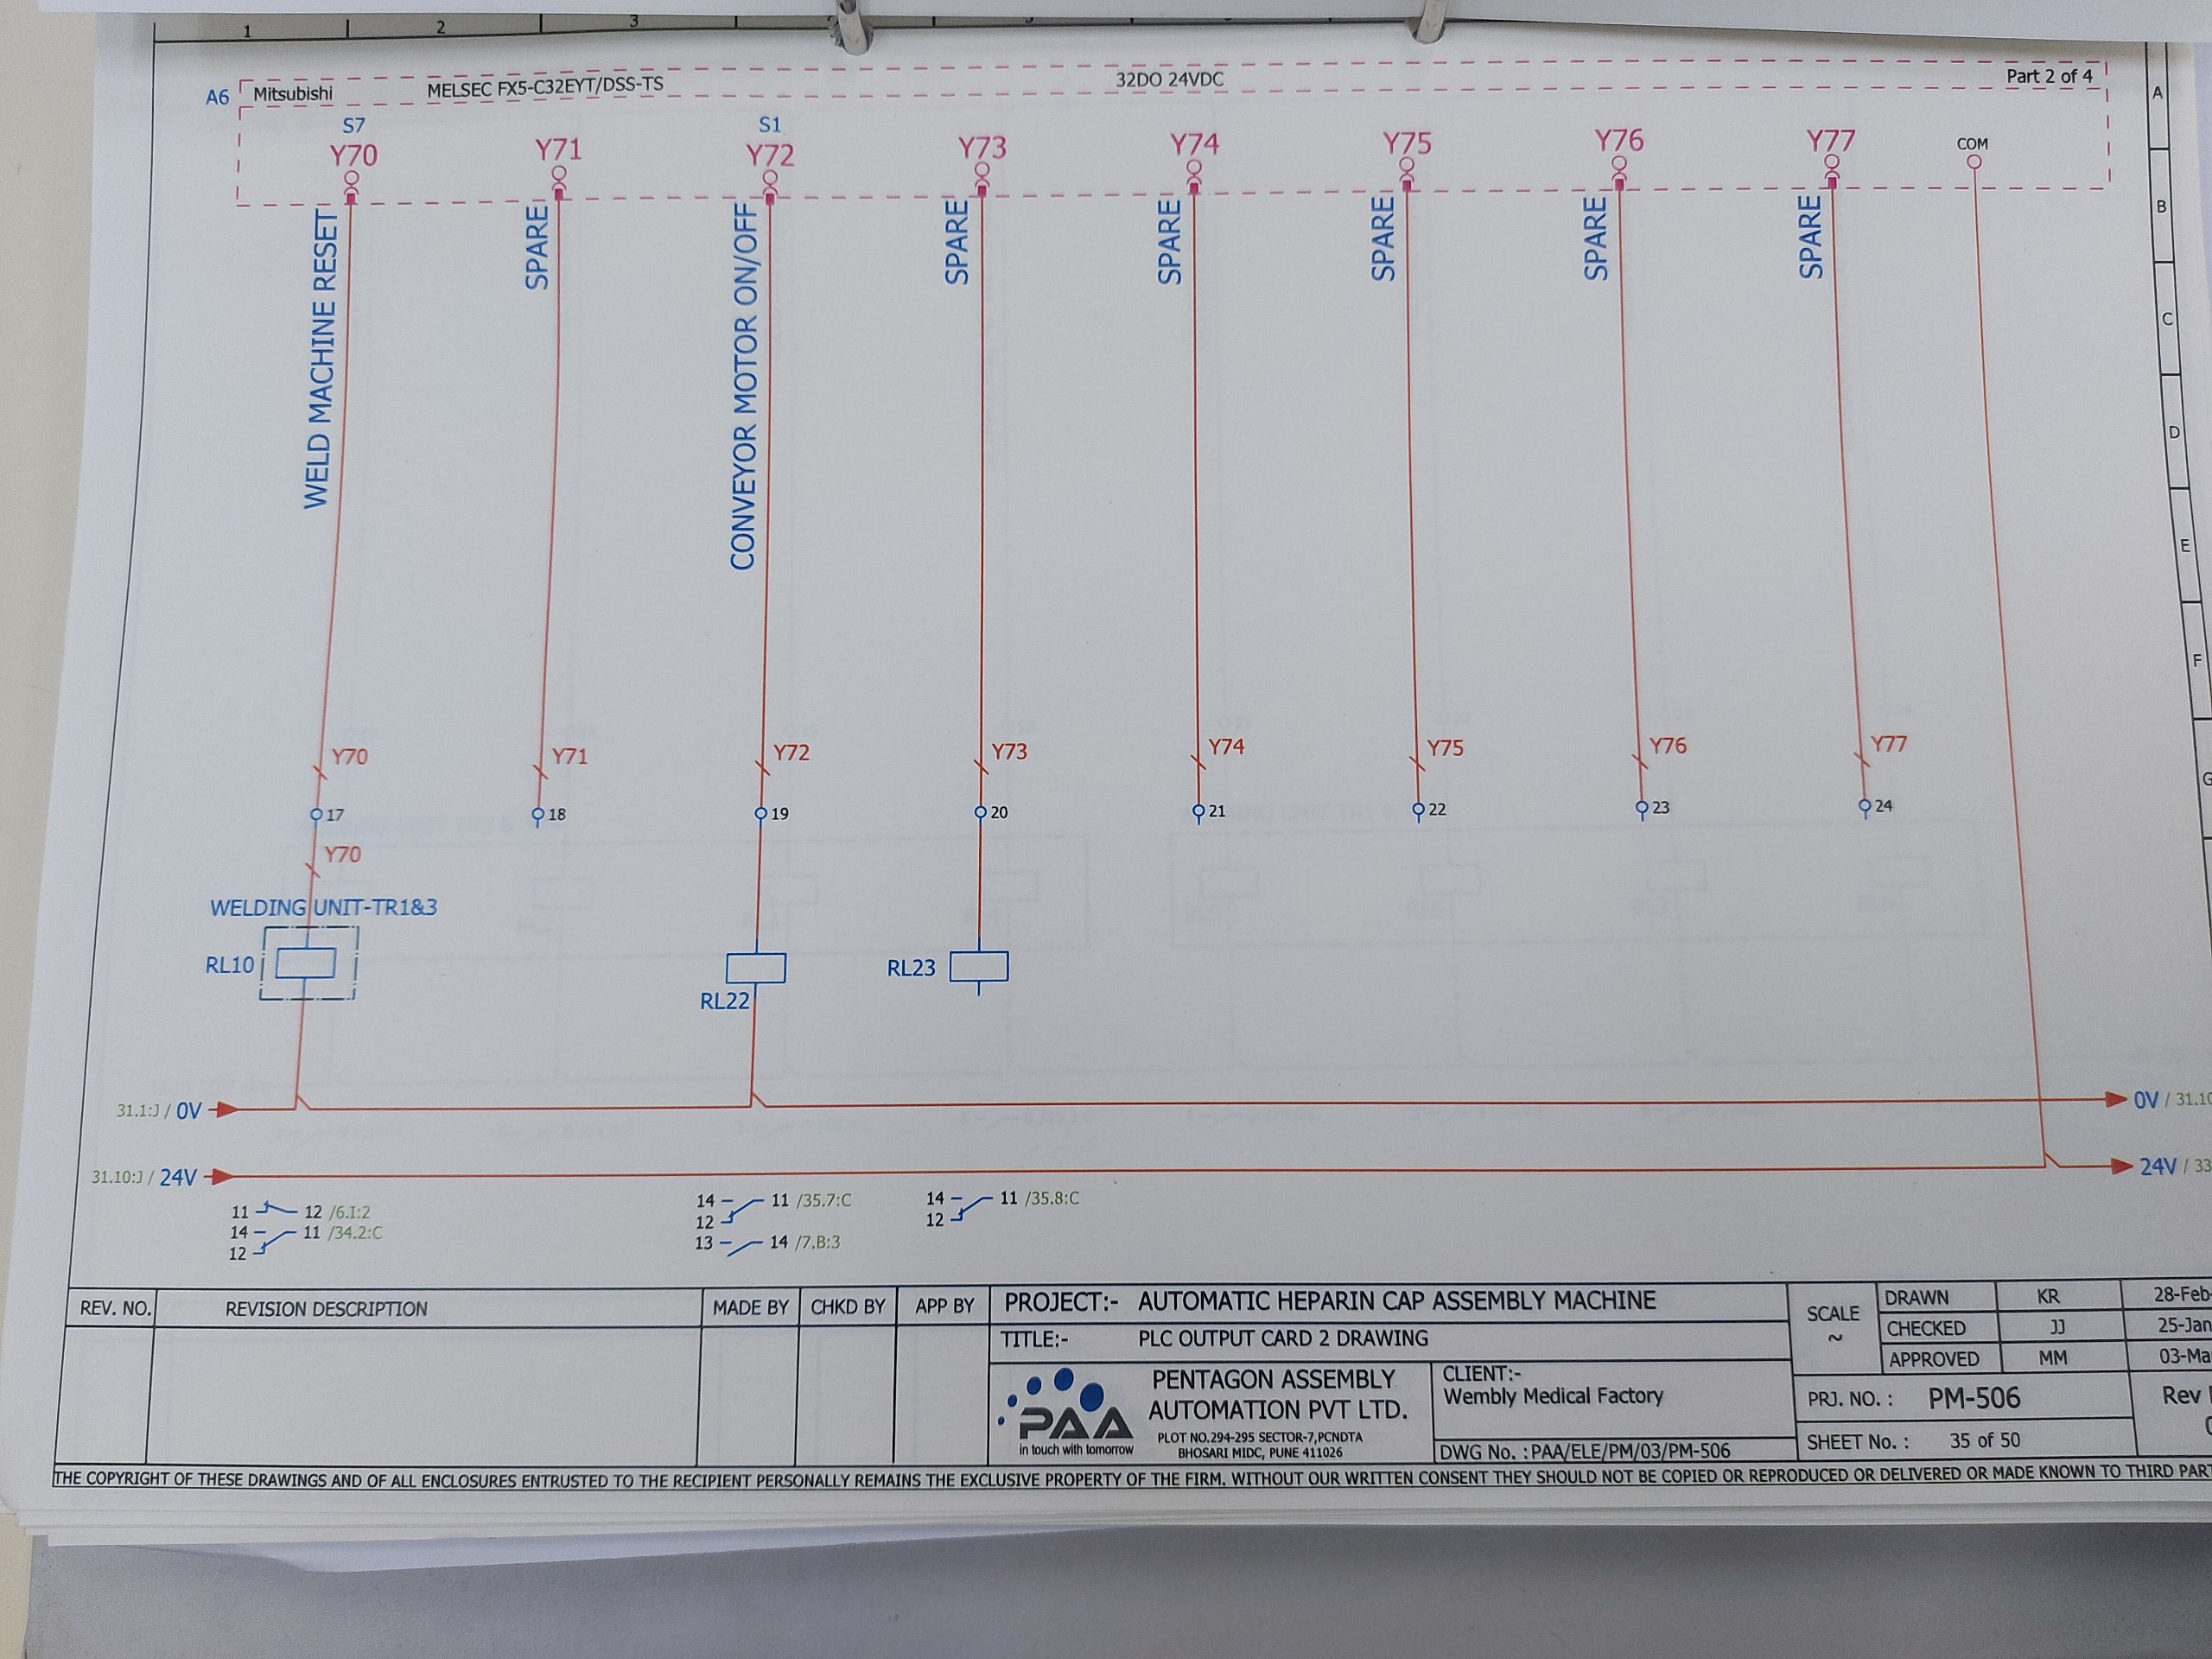 1 2 3
A6 Mitsubishi MELSEC FX5-C32EYT/DSS-TS 32DO 24VDC Part 2 of 4
S7 S1
Y70 Y71 Y72 Y73 Y74 Y75 Y76 Y77 COM
WELD MACHINE RESET
SPARE
CONVEYOR MOTOR ON/OFF
SPARE
SPARE
SPARE
SPARE
SPARE
A
B
C
D
E
F
G
Y70 Y71 Y72 Y73 Y74 Y75 Y76 Y77
17 18 19 20 21 22 23 24
Y70
WELDING UNIT-TR1&3
RL10 RL22 RL23
31.1:J / 0V 0V / 31.10
31.10:J / 24V 24V / 33
11 12 /6.I:2
14 11 /34.2:C
12
14 11 /35.7:C
12
13 14 /7.B:3
14 11 /35.8:C
12
REV. NO. REVISION DESCRIPTION MADE BY CHKD BY APP BY
PROJECT:- AUTOMATIC HEPARIN CAP ASSEMBLY MACHINE
TITLE:- PLC OUTPUT CARD 2 DRAWING
PAA
in touch with tomorrow
PENTAGON ASSEMBLY
AUTOMATION PVT LTD.
PLOT NO.294-295 SECTOR-7,PCNDTA
BHOSARI MIDC, PUNE 411026
CLIENT:-
Wembly Medical Factory
DWG No. :PAA/ELE/PM/03/PM-506
SCALE
~
DRAWN KR 28-Feb-
CHECKED JJ 25-Jan
APPROVED MM 03-Ma
PRJ. NO. : PM-506 Rev
SHEET No. : 35 of 50
THE COPYRIGHT OF THESE DRAWINGS AND OF ALL ENCLOSURES ENTRUSTED TO THE RECIPIENT PERSONALLY REMAINS THE EXCLUSIVE PROPERTY OF THE FIRM. WITHOUT OUR WRITTEN CONSENT THEY SHOULD NOT BE COPIED OR REPRODUCED OR DELIVERED OR MADE KNOWN TO THIRD PART